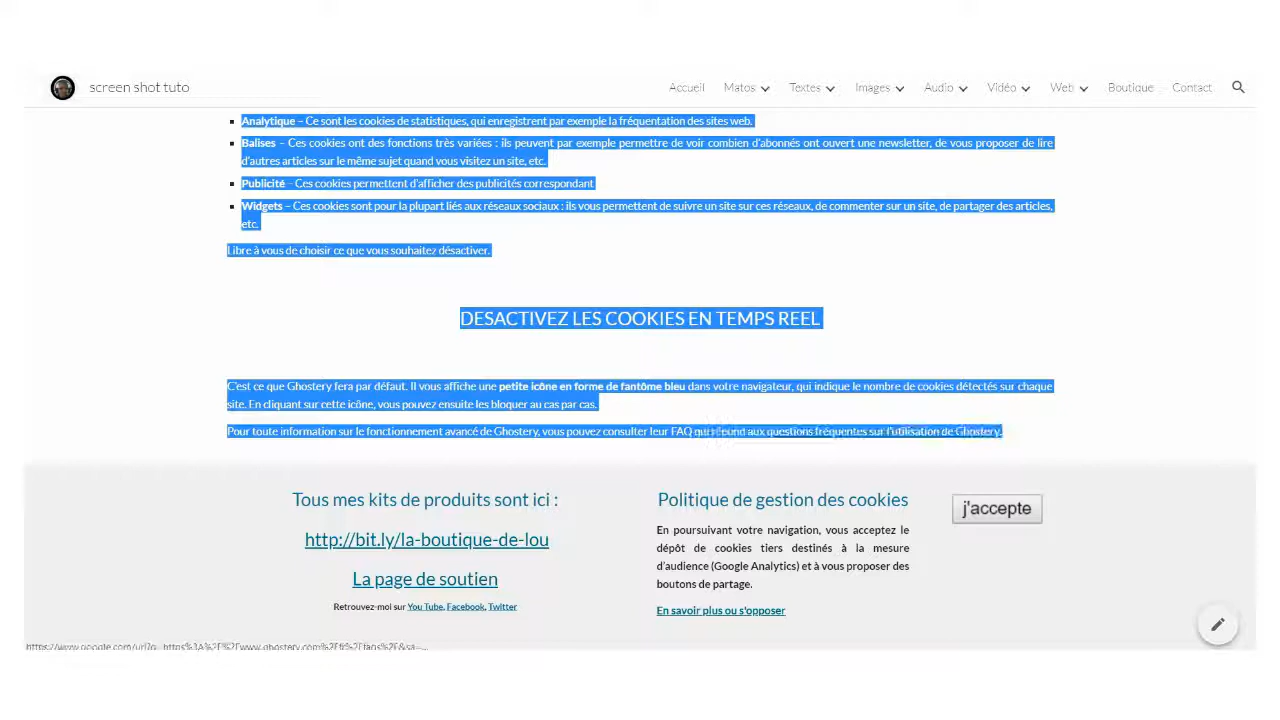 screen shot tuto
Accueil Matos Textes Images Audio Vidéo Web Boutique Contact
Analytique – Ce sont les cookies de statistiques, qui enregistrent par exemple la fréquentation des sites web.
Balises – Ces cookies ont des fonctions très variées : ils peuvent par exemple permettre de voir combien d'abonnés ont ouvert une newsletter, de vous proposer de lire
d'autres articles sur le même sujet quand vous visitez un site, etc.
Publicité – Ces cookies permettent d'afficher des publicités correspondant
Widgets – Ces cookies sont pour la plupart liés aux réseaux sociaux : ils vous permettent de suivre un site sur ces réseaux, de commenter sur un site, de partager des articles,
etc.
Libre à vous de choisir ce que vous souhaitez désactiver.
DESACTIVEZ LES COOKIES EN TEMPS REEL
C'est ce que Ghostery fera par défaut. Il vous affiche une petite icône en forme de fantôme bleu dans votre navigateur, qui indique le nombre de cookies détectés sur chaque
site. En cliquant sur cette icône, vous pouvez ensuite les bloquer au cas par cas.
Pour toute information sur le fonctionnement avancé de Ghostery, vous pouvez consulter leur FAQ qui répond aux questions fréquentes sur l'utilisation de Ghostery.
Tous mes kits de produits sont ici :
http://bit.ly/la-boutique-de-lou
La page de soutien
Retrouvez-moi sur You Tube, Facebook, Twitter
Politique de gestion des cookies
En poursuivant votre navigation, vous acceptez le
dépôt de cookies tiers destinés à la mesure
d'audience (Google Analytics) et à vous proposer des
boutons de partage.
En savoir plus ou s'opposer
j'accepte